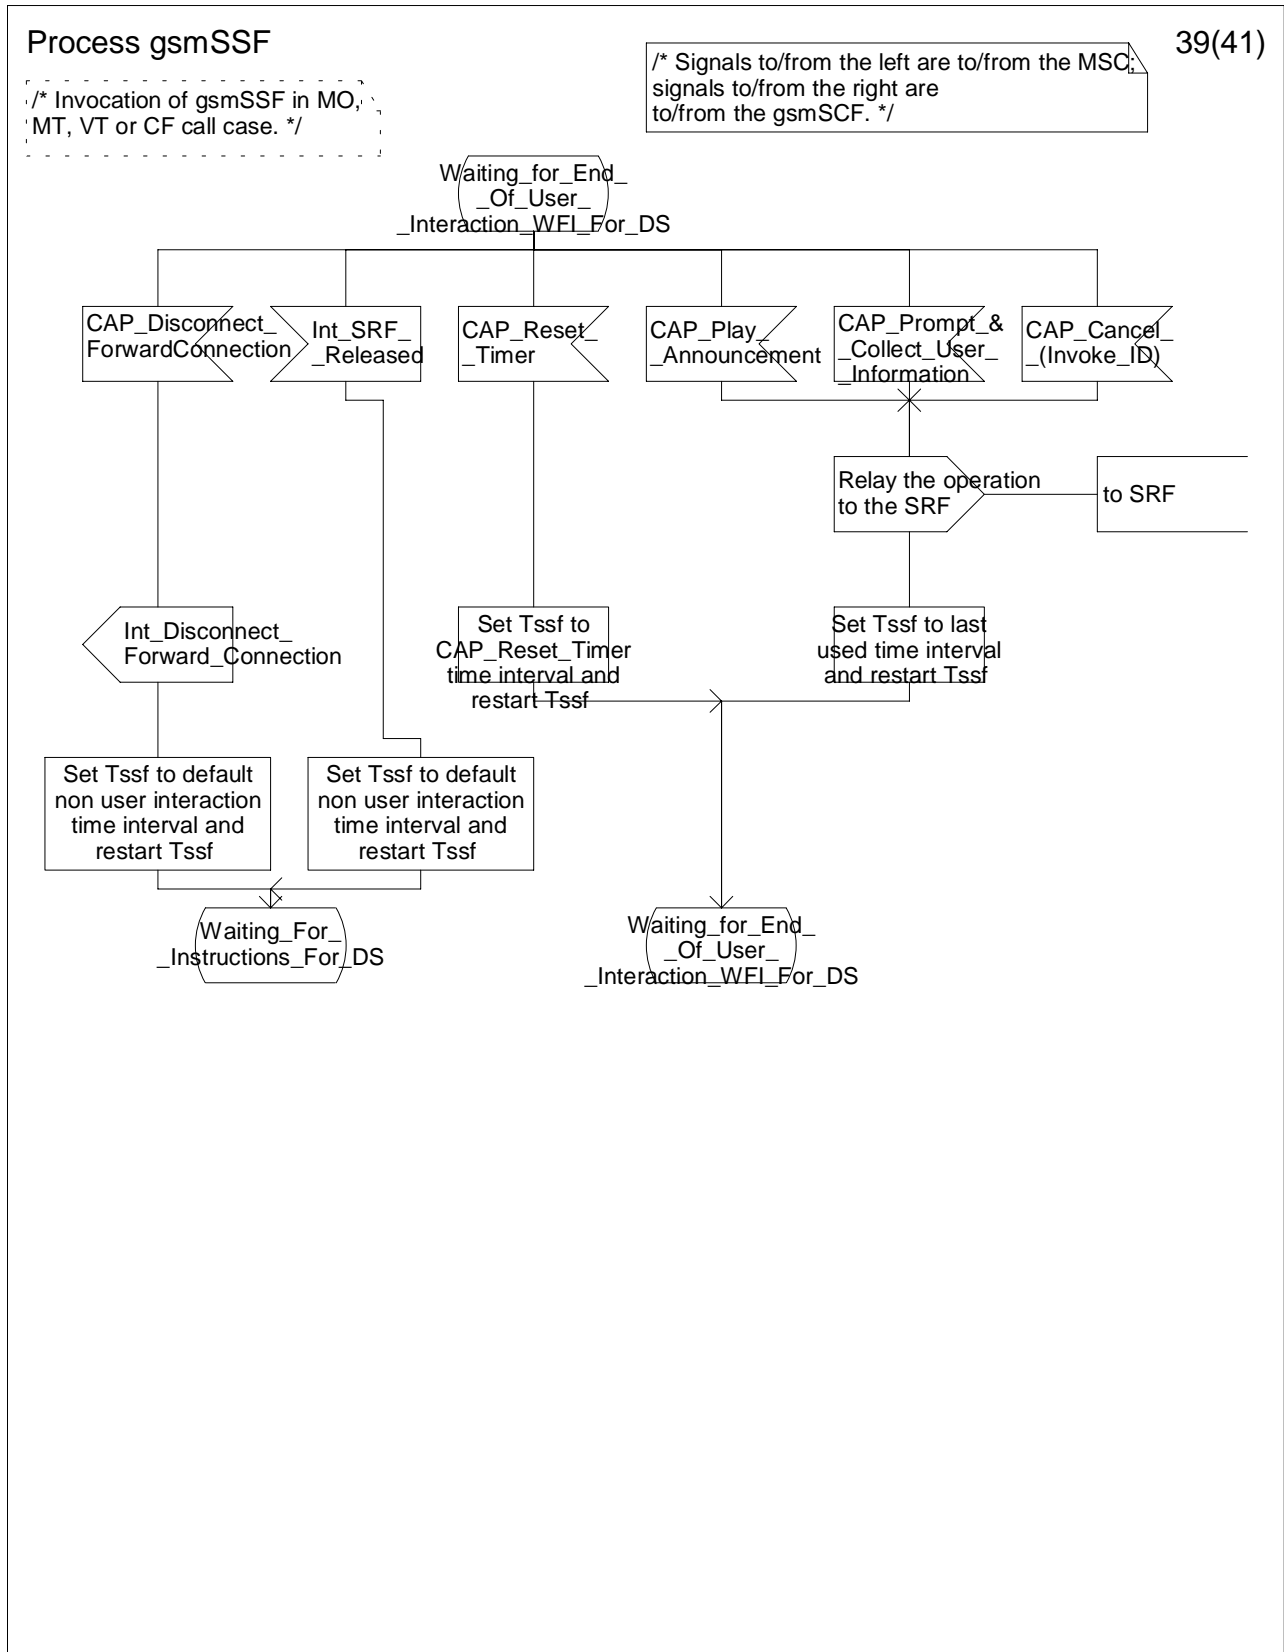 Process gsmSSF
39(41)
/* Invocation of gsmSSF in MO,
MT, VT or CF call case. */
/* Signals to/from the left are to/from the MSC;
signals to/from the right are
to/from the gsmSCF. */
Waiting_for_End_
_Of_User_
_Interaction_WFI_For_DS
CAP_Disconnect_
ForwardConnection
Int_SRF_
_Released
CAP_Reset_
_Timer
CAP_Play_
_Announcement
CAP_Prompt_&
_Collect_User_
_Information
CAP_Cancel_
_(Invoke_ID)
Relay the operation
to the SRF
to SRF
Int_Disconnect_
Forward_Connection
Set Tssf to
CAP_Reset_Timer
time interval and
restart Tssf
Set Tssf to last
used time interval
and restart Tssf
Set Tssf to default
non user interaction
time interval and
restart Tssf
Set Tssf to default
non user interaction
time interval and
restart Tssf
Waiting_For_
_Instructions_For_DS
Waiting_for_End_
_Of_User_
_Interaction_WFI_For_DS